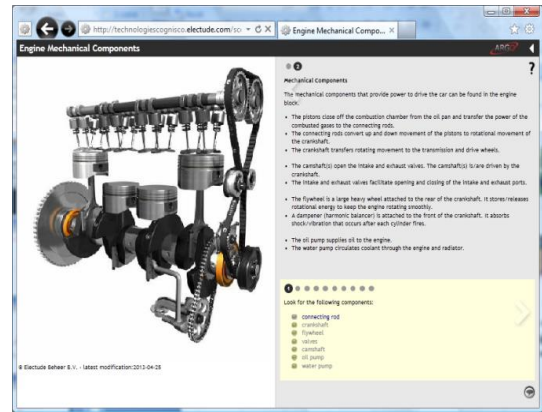 http://technologiescognisco.electude.com/so
Engine Mechanical Compo...
Engine Mechanical Components
ARGO
?
2
Mechanical Components
The mechanical components that provide power to drive the car can be found in the engine
block.
• The pistons close off the combustion chamber from the oil pan and transfer the power of the
combusted gases to the connecting rods.
• The connecting rods convert up and down movement of the pistons to rotational movement of
the crankshaft.
• The crankshaft transfers rotating movement to the transmission and drive wheels.
• The camshaft(s) open the intake and exhaust valves. The camshaft(s) is/are driven by the
crankshaft.
• The intake and exhaust valves facilitate opening and closing of the intake and exhaust ports.
• The flywheel is a large heavy wheel attached to the rear of the crankshaft. It stores/releases
rotational energy to keep the engine rotating smoothly.
• A dampener (harmonic balancer) is attached to the front of the crankshaft. It absorbs
shock/vibration that occurs after each cylinder fires.
• The oil pump supplies oil to the engine.
• The water pump circulates coolant through the engine and radiator.
1
Look for the following components:
connecting rod
crankshaft
flywheel
valves
camshaft
oil pump
water pump
© Electude Beheer B.V. - latest modification:2013-04-26